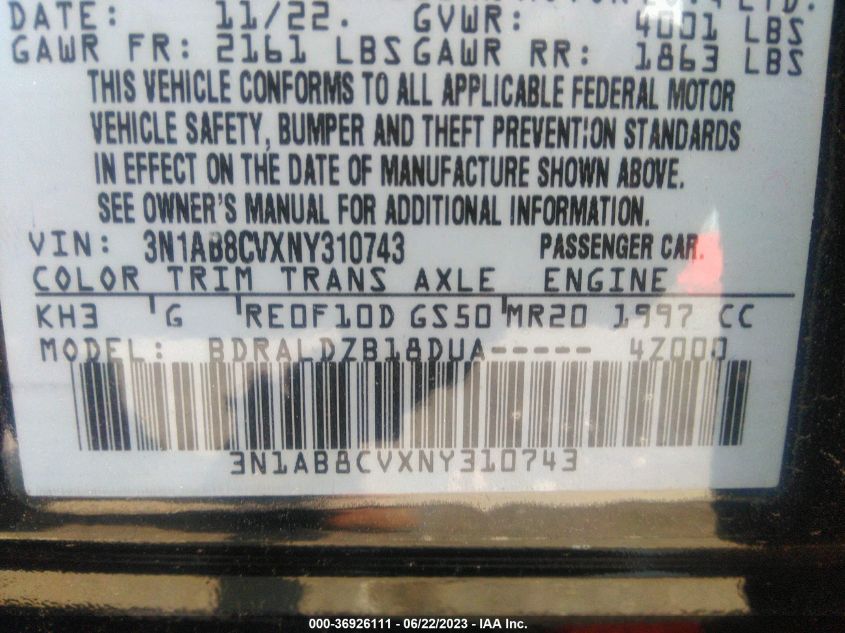 DATE: 11/22. GVWR: 4001 LBS
GAWR FR: 2161 LBS GAWR RR: 1863 LBS
THIS VEHICLE CONFORMS TO ALL APPLICABLE FEDERAL MOTOR
VEHICLE SAFETY, BUMPER AND THEFT PREVENTION STANDARDS
IN EFFECT ON THE DATE OF MANUFACTURE SHOWN ABOVE.
SEE OWNER'S MANUAL FOR ADDITIONAL INFORMATION.
VIN: 3N1AB8CVXNY310743 PASSENGER CAR.
COLOR TRIM TRANS AXLE ENGINE
KH3 G RE0F10D GS50 MR20 1997 CC
MODEL: BDRALDZB18DUA----- 4Z000
3N1AB8CVXNY310743
000-36926111 - 06/22/2023 - IAA Inc.